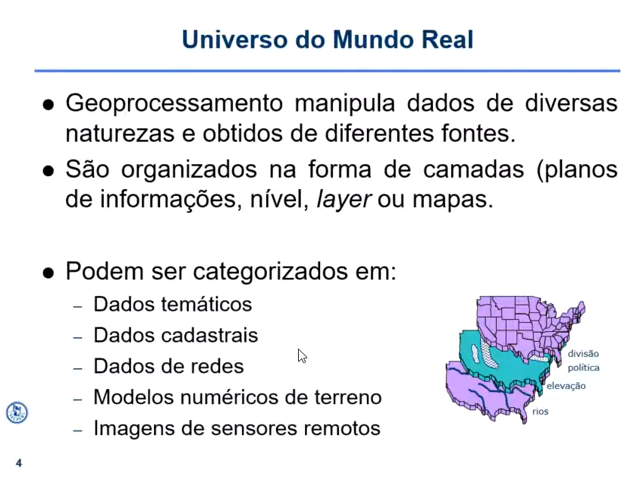 Universo do Mundo Real
● Geoprocessamento manipula dados de diversas
naturezas e obtidos de diferentes fontes.
● São organizados na forma de camadas (planos
de informações, nível, layer ou mapas.
● Podem ser categorizados em:
– Dados temáticos
– Dados cadastrais
– Dados de redes
– Modelos numéricos de terreno
– Imagens de sensores remotos
divisão
política
elevação
rios
4